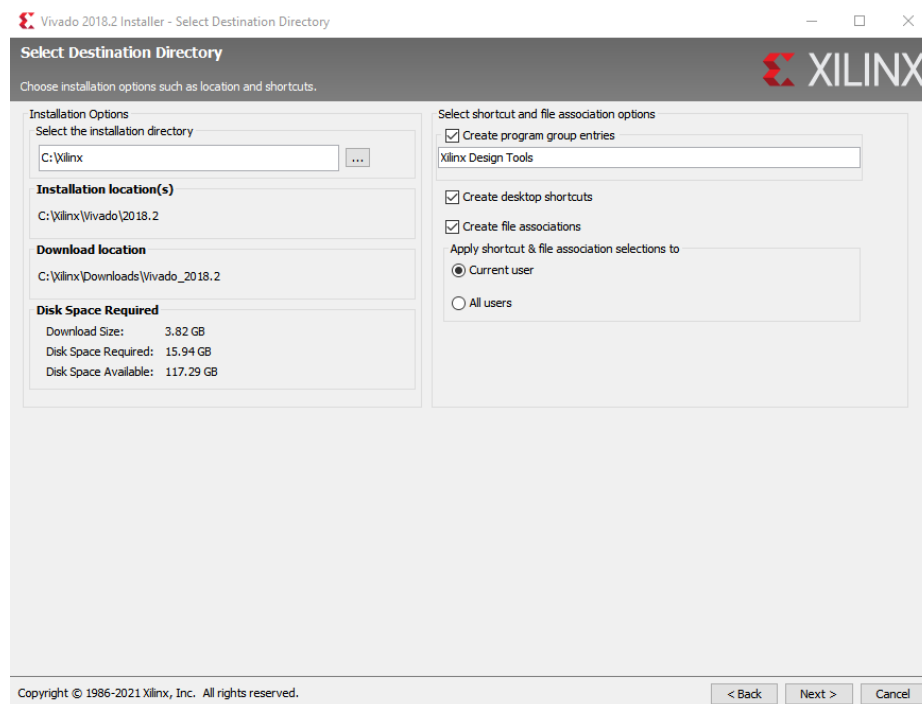 Vivado 2018.2 Installer - Select Destination Directory
Select Destination Directory
Choose installation options such as location and shortcuts.
XILINX
Installation Options
Select the installation directory
C:\Xilinx
...
Installation location(s)
C:\Xilinx\Vivado\2018.2
Download location
C:\Xilinx\Downloads\Vivado_2018.2
Disk Space Required
Download Size: 3.82 GB
Disk Space Required: 15.94 GB
Disk Space Available: 117.29 GB
Select shortcut and file association options
Create program group entries
Xilinx Design Tools
Create desktop shortcuts
Create file associations
Apply shortcut & file association selections to
Current user
All users
Copyright © 1986-2021 Xilinx, Inc. All rights reserved.
< Back Next > Cancel